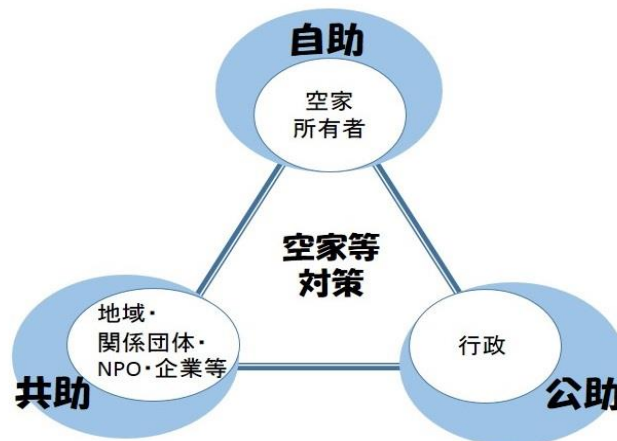 自助
空家
所有者
空家等
対策
地域・
関係団体・
NPO・企業等
共助
行政
公助